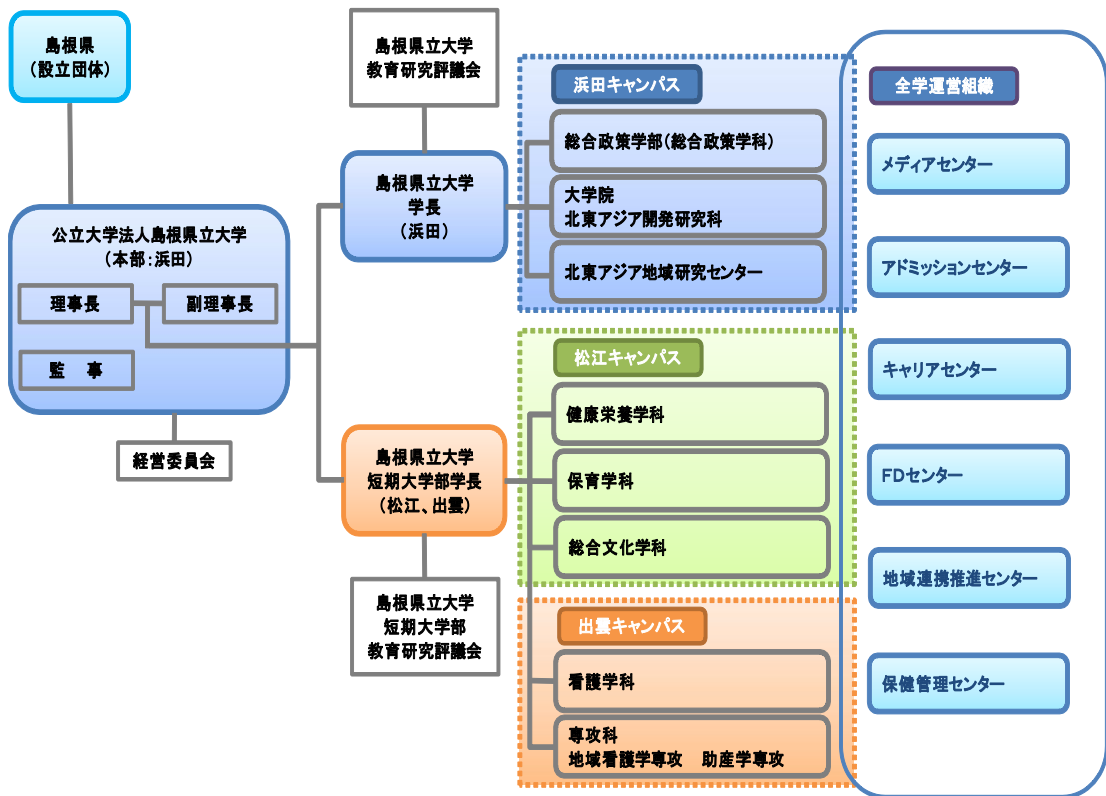 島根県
（設立団体）
公立大学法人島根県立大学
（本部：浜田）
理事長
副理事長
監　事
経営委員会
島根県立大学
教育研究評議会
島根県立大学
学長
（浜田）
島根県立大学
短期大学部学長
（松江、出雲）
島根県立大学
短期大学部
教育研究評議会
浜田キャンパス
総合政策学部（総合政策学科）
大学院
北東アジア開発研究科
北東アジア地域研究センター
松江キャンパス
健康栄養学科
保育学科
総合文化学科
出雲キャンパス
看護学科
専攻科
地域看護学専攻　助産学専攻
全学運営組織
メディアセンター
アドミッションセンター
キャリアセンター
FDセンター
地域連携推進センター
保健管理センター